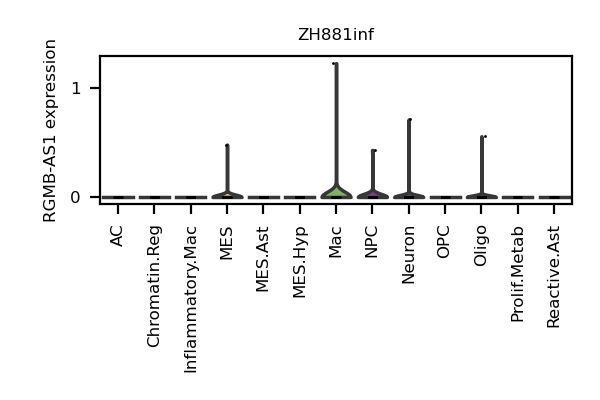 ZH881inf
RGMB-AS1 expression
1
0
AC
Chromatin.Reg
Inflammatory.Mac
MES
MES.Ast
MES.Hyp
Mac
NPC
Neuron
OPC
Oligo
Prolif.Metab
Reactive.Ast